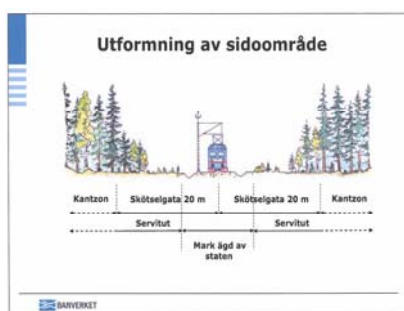 Utformning av sidoområde
Kantzon Skötselgata 20 m Skötselgata 20 m Kantzon
Servitut Servitut
Mark ägd av
staten
BANVERKET